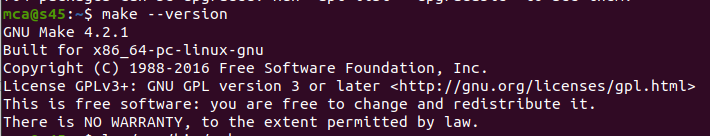 mca@s45:~$ make --version
GNU Make 4.2.1
Built for x86_64-pc-linux-gnu
Copyright (C) 1988-2016 Free Software Foundation, Inc.
License GPLv3+: GNU GPL version 3 or later <http://gnu.org/licenses/gpl.html>
This is free software: you are free to change and redistribute it.
There is NO WARRANTY, to the extent permitted by law.